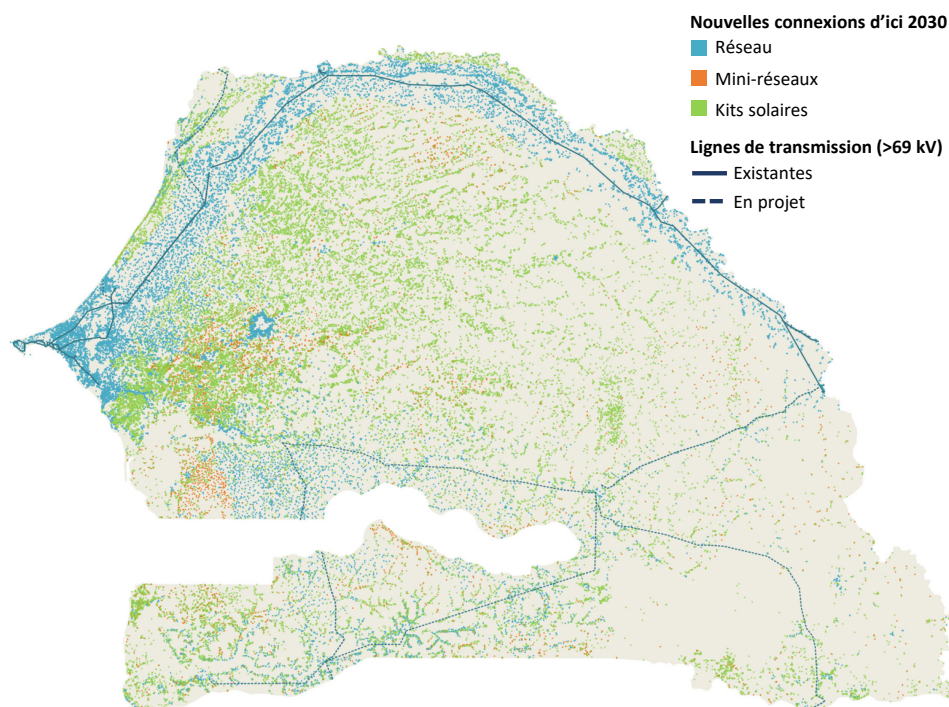 Nouvelles connexions d’ici 2030
Réseau
Mini-réseaux
Kits solaires
Lignes de transmission (>69 kV)
Existantes
En projet